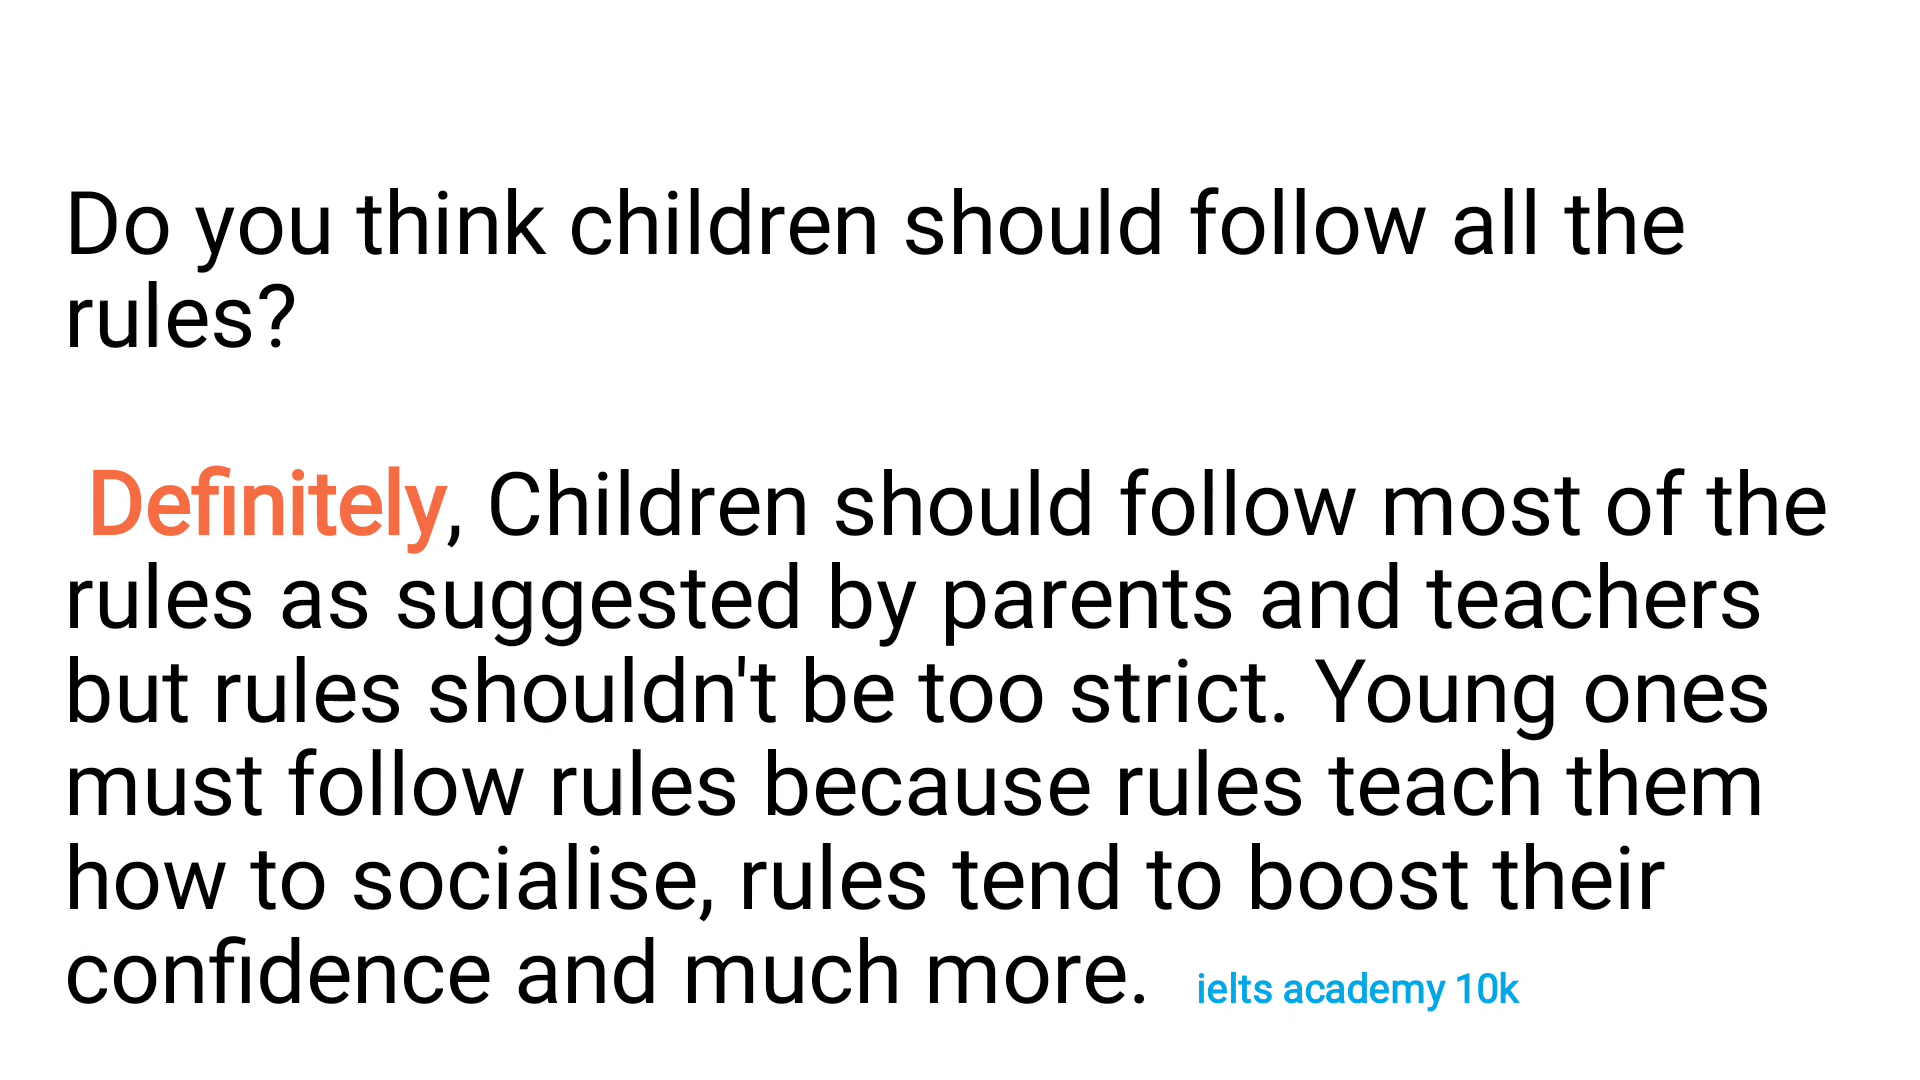 Do you think children should follow all the
rules?
Definitely, Children should follow most of the
rules as suggested by parents and teachers
but rules shouldn't be too strict. Young ones
must follow rules because rules teach them
how to socialise, rules tend to boost their
confidence and much more. ielts academy 10k